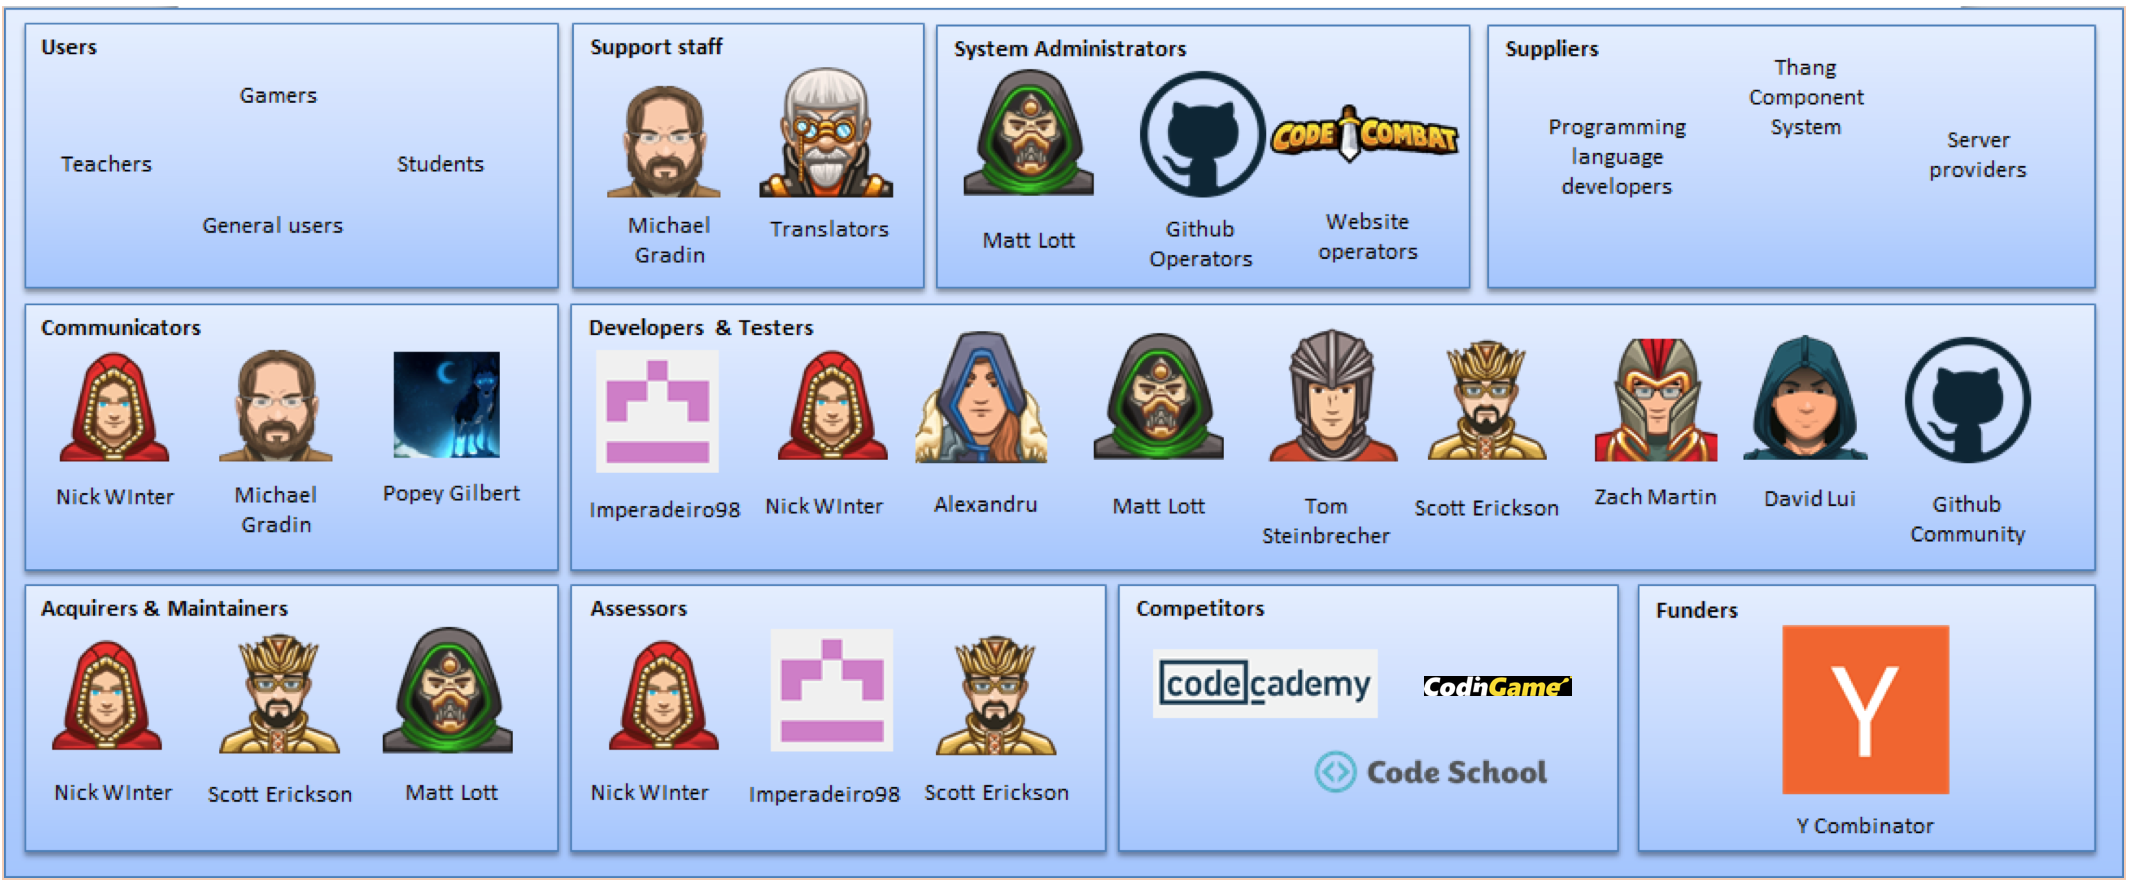 Users
Gamers
Teachers
Students
General users
Support staff
Michael
Gradin
Translators
System Administrators
Matt Lott
Github
Operators
CODE COMBAT
Website
operators
Suppliers
Programming
language
developers
Thang
Component
System
Server
providers
Communicators
Nick WInter
Michael
Gradin
Popey Gilbert
Developers & Testers
Imperadeiro98
Nick WInter
Alexandru
Matt Lott
Tom
Steinbrecher
Scott Erickson
Zach Martin
David Lui
Github
Community
Acquirers & Maintainers
Nick WInter
Scott Erickson
Matt Lott
Assessors
Nick WInter
Imperadeiro98
Scott Erickson
Competitors
codecademy
CodinGame
Code School
Funders
Y
Y Combinator